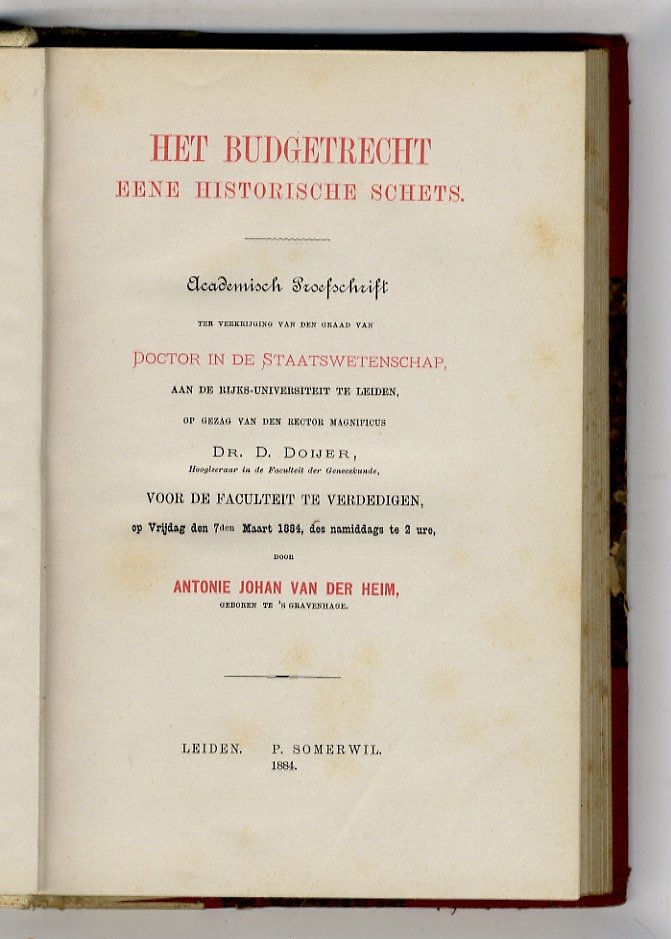 HET BUDGETRECHT
EENE HISTORISCHE SCHETS.
Academisch Proefschrift
TER VERKRIJGING VAN DEN GRAAD VAN
DOCTOR IN DE STAATSWETENSCHAP,
AAN DE RIJKS-UNIVERSITEIT TE LEIDEN,
OP GEZAG VAN DEN RECTOR MAGNIFICUS
DR. D. DOIJER,
Hoogleeraar in de Faculteit der Geneeskunde,
VOOR DE FACULTEIT TE VERDEDIGEN,
op Vrijdag den 7den Maart 1884, des namiddags te 2 ure,
DOOR
ANTONIE JOHAN VAN DER HEIM,
GEBOREN TE 'S GRAVENHAGE.
LEIDEN. P. SOMERWIL.
1884.